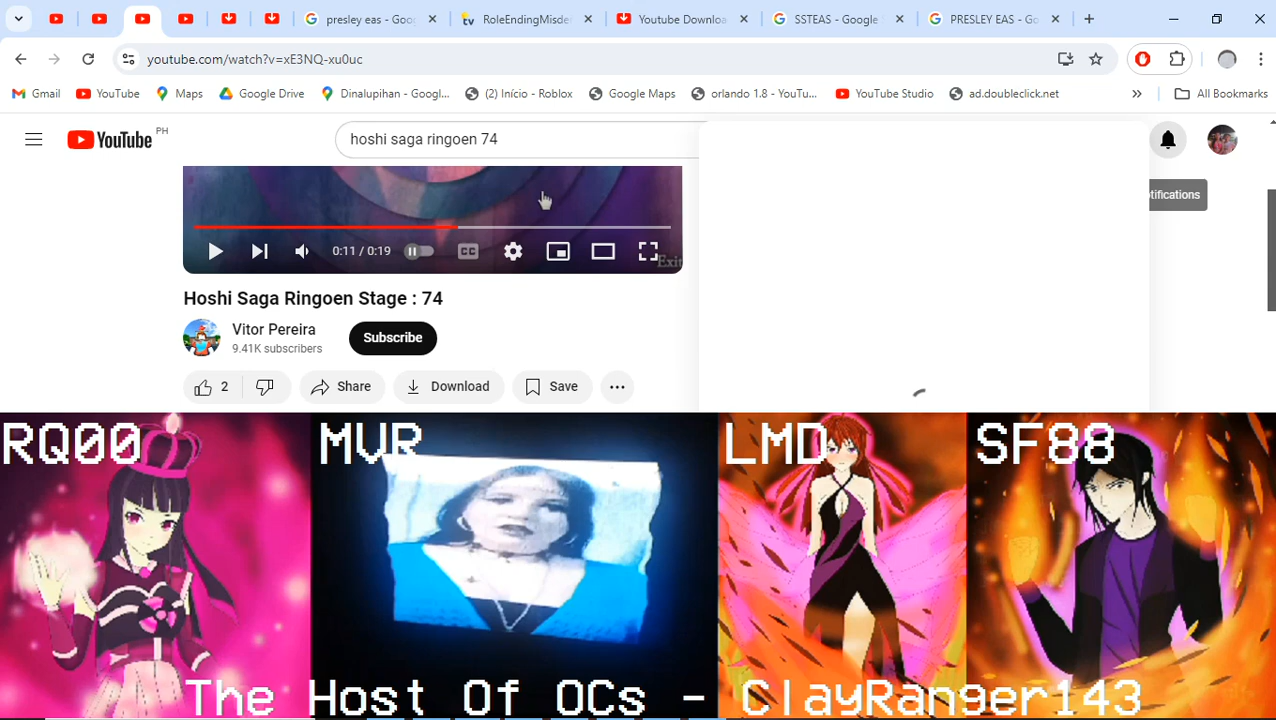 presley eas - Goo
RoleEndingMisde
Youtube Downloa
SSTEAS - Google
PRESLEY EAS - Go
youtube.com/watch?v=xE3NQ-xu0uc
Gmail
YouTube
Maps
Google Drive
Dinalupihan - Googl...
(2) Início - Roblox
Google Maps
orlando 1.8 - YouTu...
YouTube Studio
ad.doubleclick.net
All Bookmarks
YouTube PH
hoshi saga ringoen 74
otifications
0:11 / 0:19
CC
Exit
Hoshi Saga Ringoen Stage : 74
Vitor Pereira
9.41K subscribers
Subscribe
2
Share
Download
Save
RQ00
MVR
LMD
SF88
The Host Of OCs - ClayRanger143